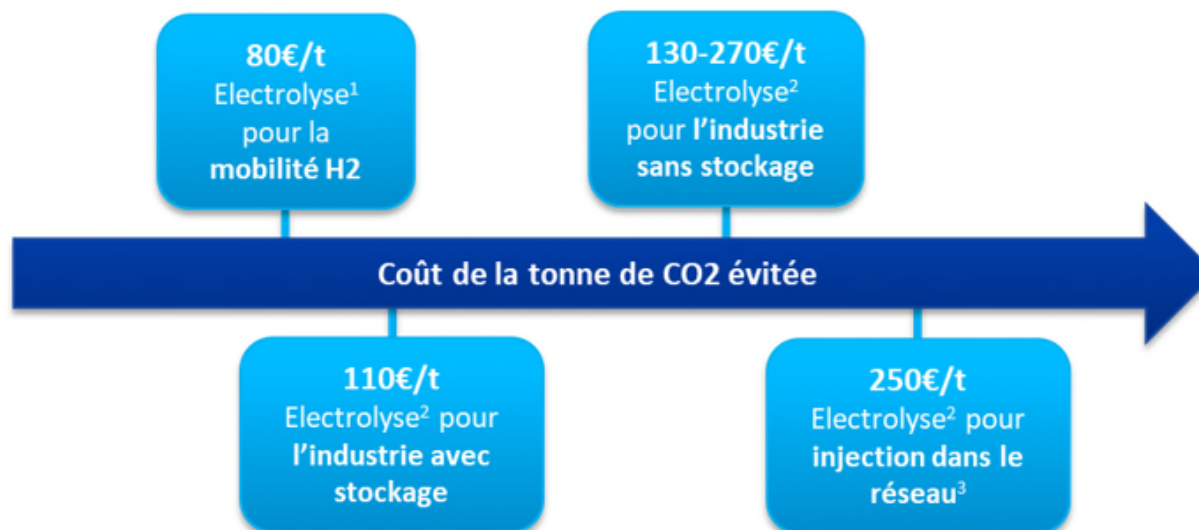 80€/t
Electrolyse¹
pour la
mobilité H2
130-270€/t
Electrolyse²
pour l'industrie
sans stockage
Coût de la tonne de CO2 évitée
110€/t
Electrolyse² pour
l'industrie avec
stockage
250€/t
Electrolyse² pour
injection dans le
réseau³